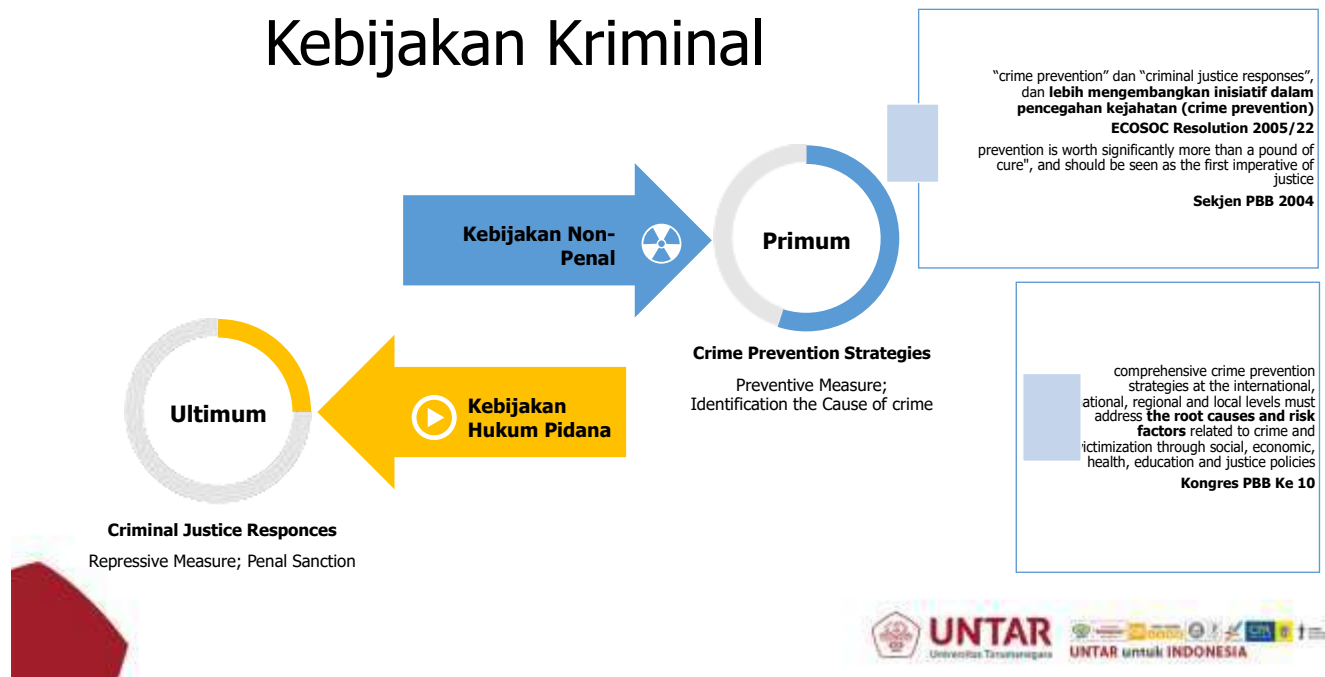 Kebijakan Kriminal
"crime prevention" dan "criminal justice responses",
dan lebih mengembangkan inisiatif dalam
pencegahan kejahatan (crime prevention)
ECOSOC Resolution 2005/22
prevention is worth significantly more than a pound of
cure", and should be seen as the first imperative of
justice
Sekjen PBB 2004
Kebijakan Non-
Penal
Primum
Crime Prevention Strategies
Preventive Measure;
Identification the Cause of crime
comprehensive crime prevention
strategies at the international,
ational, regional and local levels must
address the root causes and risk
factors related to crime and
victimization through social, economic,
health, education and justice policies
Kongres PBB Ke 10
Ultimum
Kebijakan
Hukum Pidana
Criminal Justice Responces
Repressive Measure; Penal Sanction
UNTAR
Universitas Tarumanagara
UNTAR untuk INDONESIA